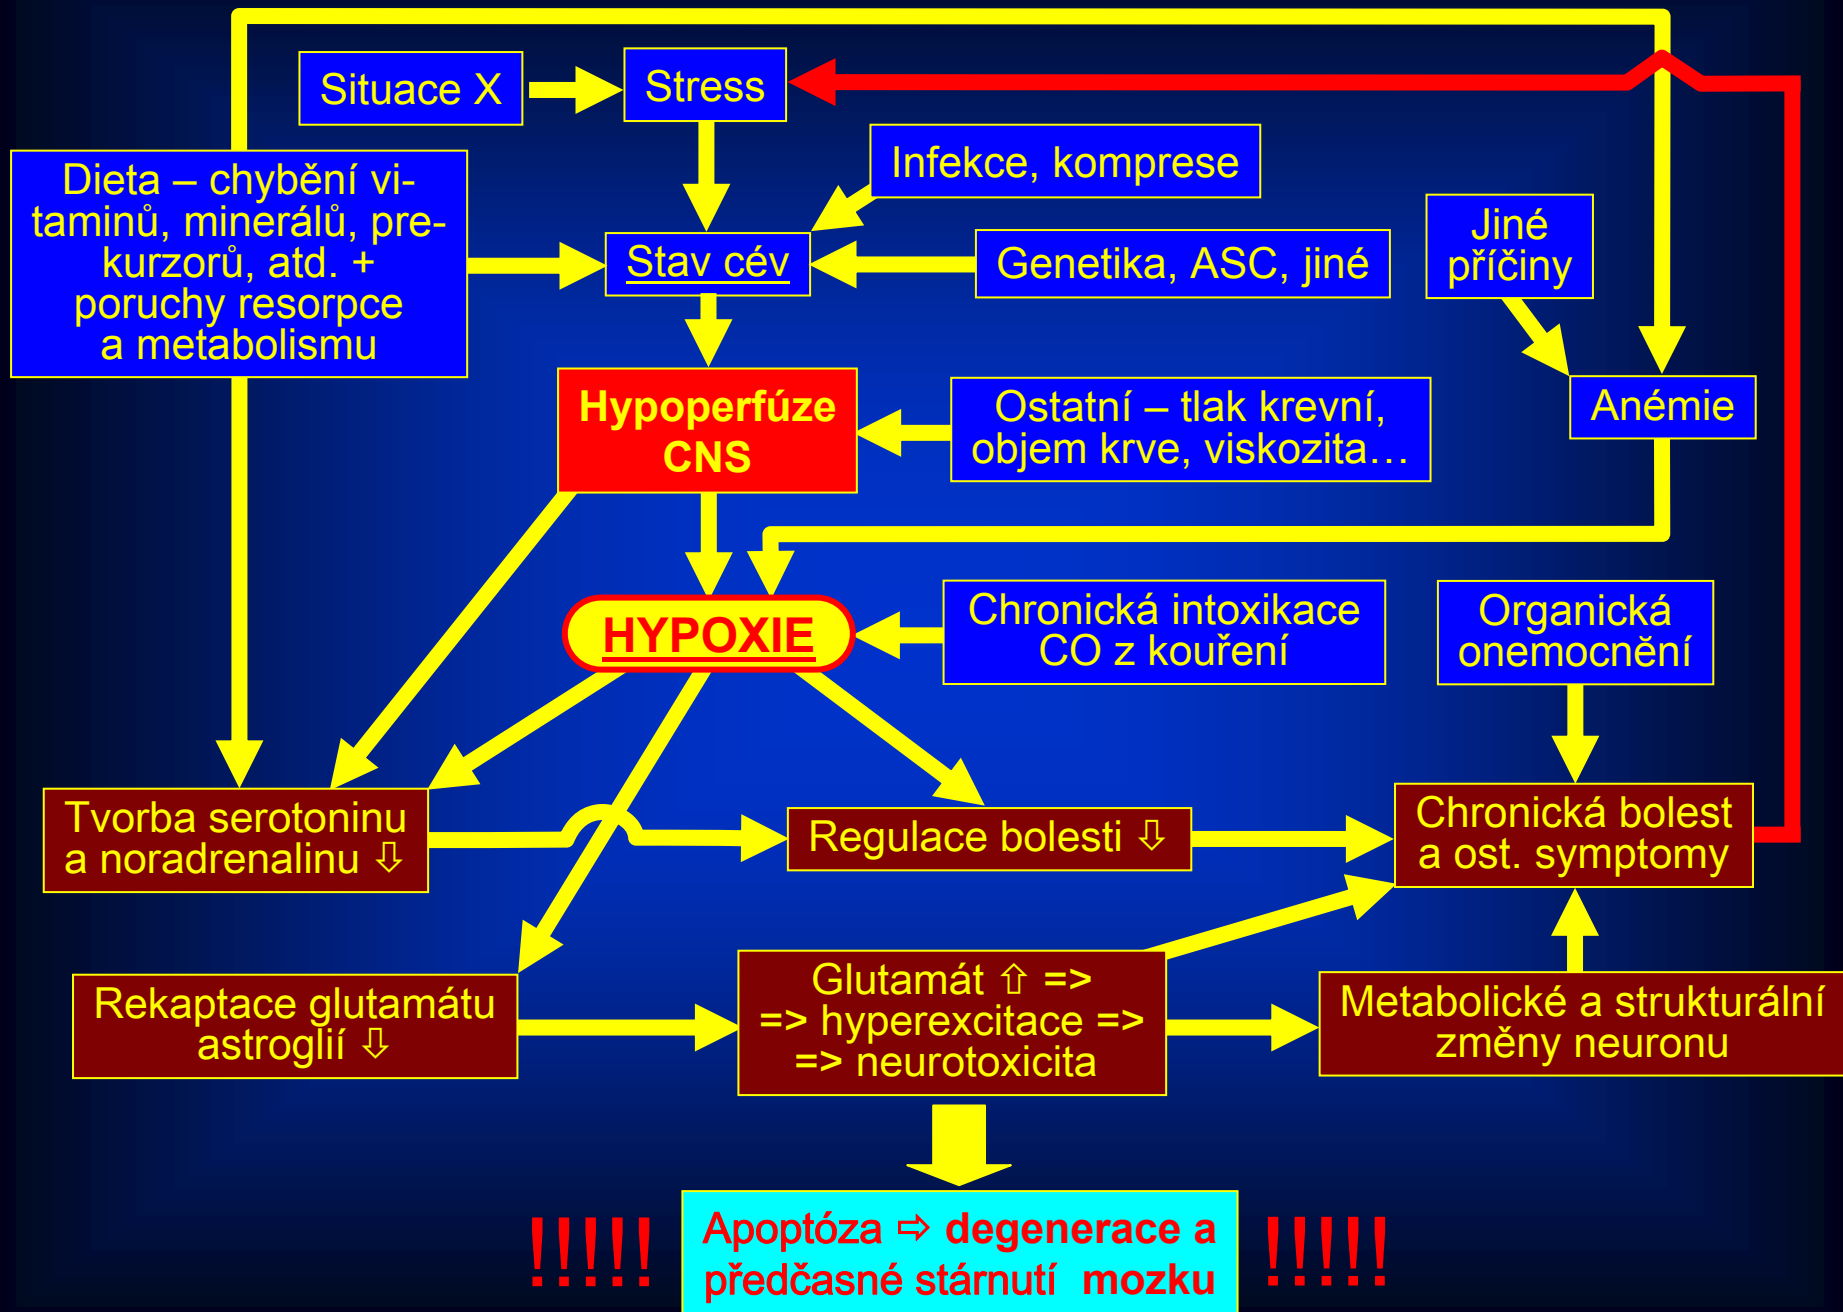 Situace X
Stress
Infekce, komprese
Dieta – chybění vi-
taminů, minerálů, pre-
kurzorů, atd. +
poruchy resorpce
a metabolismu
Stav cév
Genetika, ASC, jiné
Jiné
příčiny
Hypoperfúze
CNS
Ostatní – tlak krevní,
objem krve, viskozita…
Anémie
HYPOXIE
Chronická intoxikace
CO z kouření
Organická
onemocnění
Tvorba serotoninu
a noradrenalinu ⇩
Regulace bolesti ⇩
Chronická bolest
a ost. symptomy
Rekaptace glutamátu
astroglií ⇩
Glutamát ⇧ =>
=> hyperexcitace =>
=> neurotoxicita
Metabolické a strukturální
změny neuronu
!!!!!
Apoptóza ⇨ degenerace a
předčasné stárnutí mozku
!!!!!